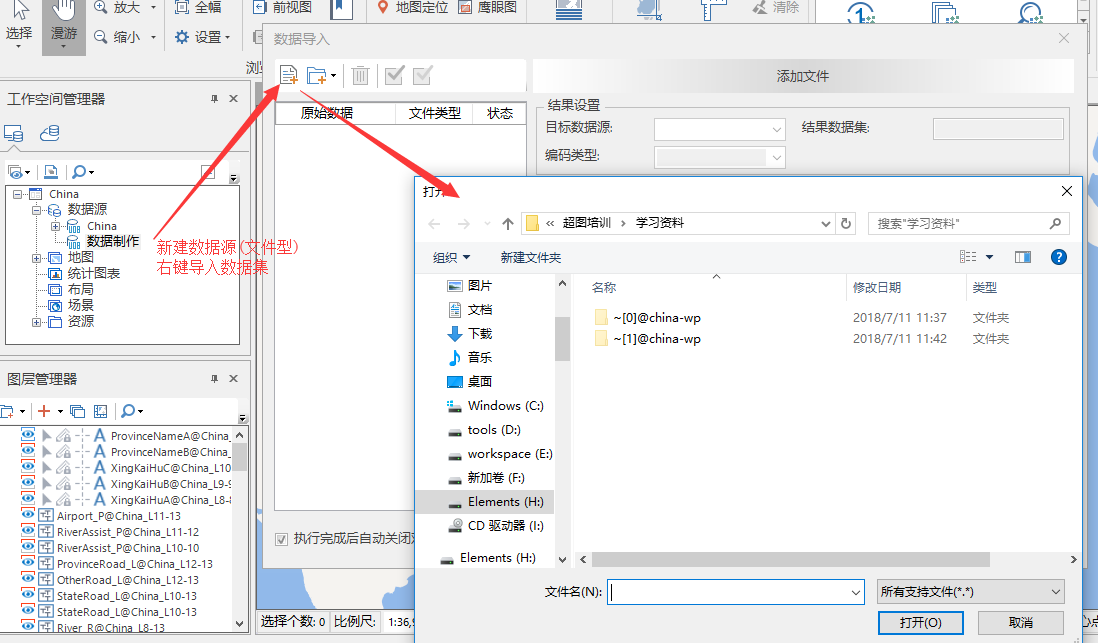 选择
漫游
放大
缩小
全幅
设置
前视图
地图定位
鹰眼图
清除
数据导入
工作空间管理器
China
数据源
China
数据制作
地图
统计图表
布局
场景
资源
新建数据源(文件型)
右键导入数据集
原始数据
文件类型
状态
添加文件
结果设置
目标数据源:
结果数据集:
编码类型:
超图培训
学习资料
搜索"学习资料"
组织
新建文件夹
图片
文档
下载
音乐
桌面
Windows (C:)
tools (D:)
workspace (E:)
新加卷 (F:)
Elements (H:)
CD 驱动器 (I:)
Elements (H:)
名称
修改日期
类型
~[0]@china-wp
2018/7/11 11:37
文件夹
~[1]@china-wp
2018/7/11 11:42
文件夹
文件名(N):
所有支持文件(*.*)
打开(O)
取消
图层管理器
ProvinceNameA@China_
ProvinceNameB@China_
XingKaiHuC@China_L10
XingKaiHuB@China_L9-9
XingKaiHuA@China_L8-8
Airport_P@China_L11-13
RiverAssist_P@China_L11-12
RiverAssist_P@China_L10-10
ProvinceRoad_L@China_L12-13
OtherRoad_L@China_L12-13
StateRoad_L@China_L10-13
StateRoad_L@China_L10-13
River_R@China_L8-13
执行完成后自动关闭
选择个数: 0
比例尺:
1:36,9